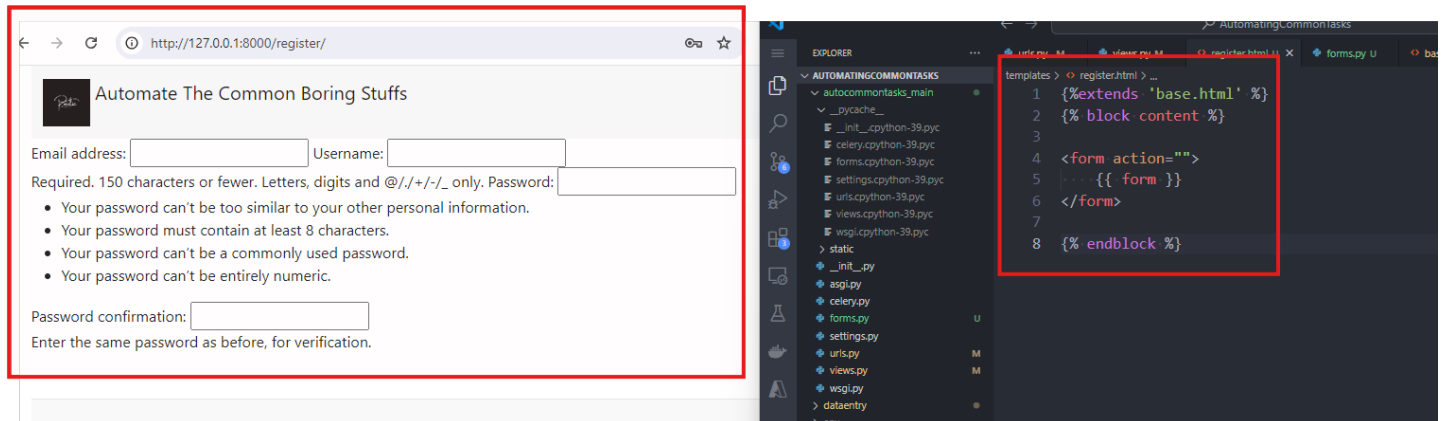 http://127.0.0.1:8000/register/
Automate The Common Boring Stuffs
Email address: Username:
Required. 150 characters or fewer. Letters, digits and @/./+/-/_ only. Password:
• Your password can't be too similar to your other personal information.
• Your password must contain at least 8 characters.
• Your password can't be a commonly used password.
• Your password can't be entirely numeric.
Password confirmation:
Enter the same password as before, for verification.
AutomatingCommonTasks
EXPLORER
urls.py M views.py M register.html U forms.py U bas
AUTOMATINGCOMMONTASKS
autocommontasks_main
__pycache__
__init__.cpython-39.pyc
celery.cpython-39.pyc
forms.cpython-39.pyc
settings.cpython-39.pyc
urls.cpython-39.pyc
views.cpython-39.pyc
wsgi.cpython-39.pyc
static
__init__.py
asgi.py
celery.py
forms.py U
settings.py
urls.py M
views.py M
wsgi.py
dataentry
6
3
templates > register.html > ...
1 {%extends 'base.html' %}
2 {% block content %}
3
4 <form action="">
5 {{ form }}
6 </form>
7
8 {% endblock %}